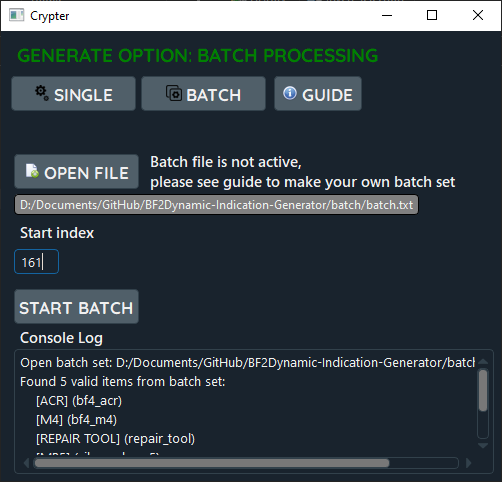 Crypter
GENERATE OPTION: BATCH PROCESSING
SINGLE
BATCH
GUIDE
OPEN FILE
Batch file is not active,
please see guide to make your own batch set
D:/Documents/GitHub/BF2Dynamic-Indication-Generator/batch/batch.txt
Start index
161
START BATCH
Console Log
Open batch set: D:/Documents/GitHub/BF2Dynamic-Indication-Generator/batch
Found 5 valid items from batch set:
[ACR] (bf4_acr)
[M4] (bf4_m4)
[REPAIR TOOL] (repair_tool)